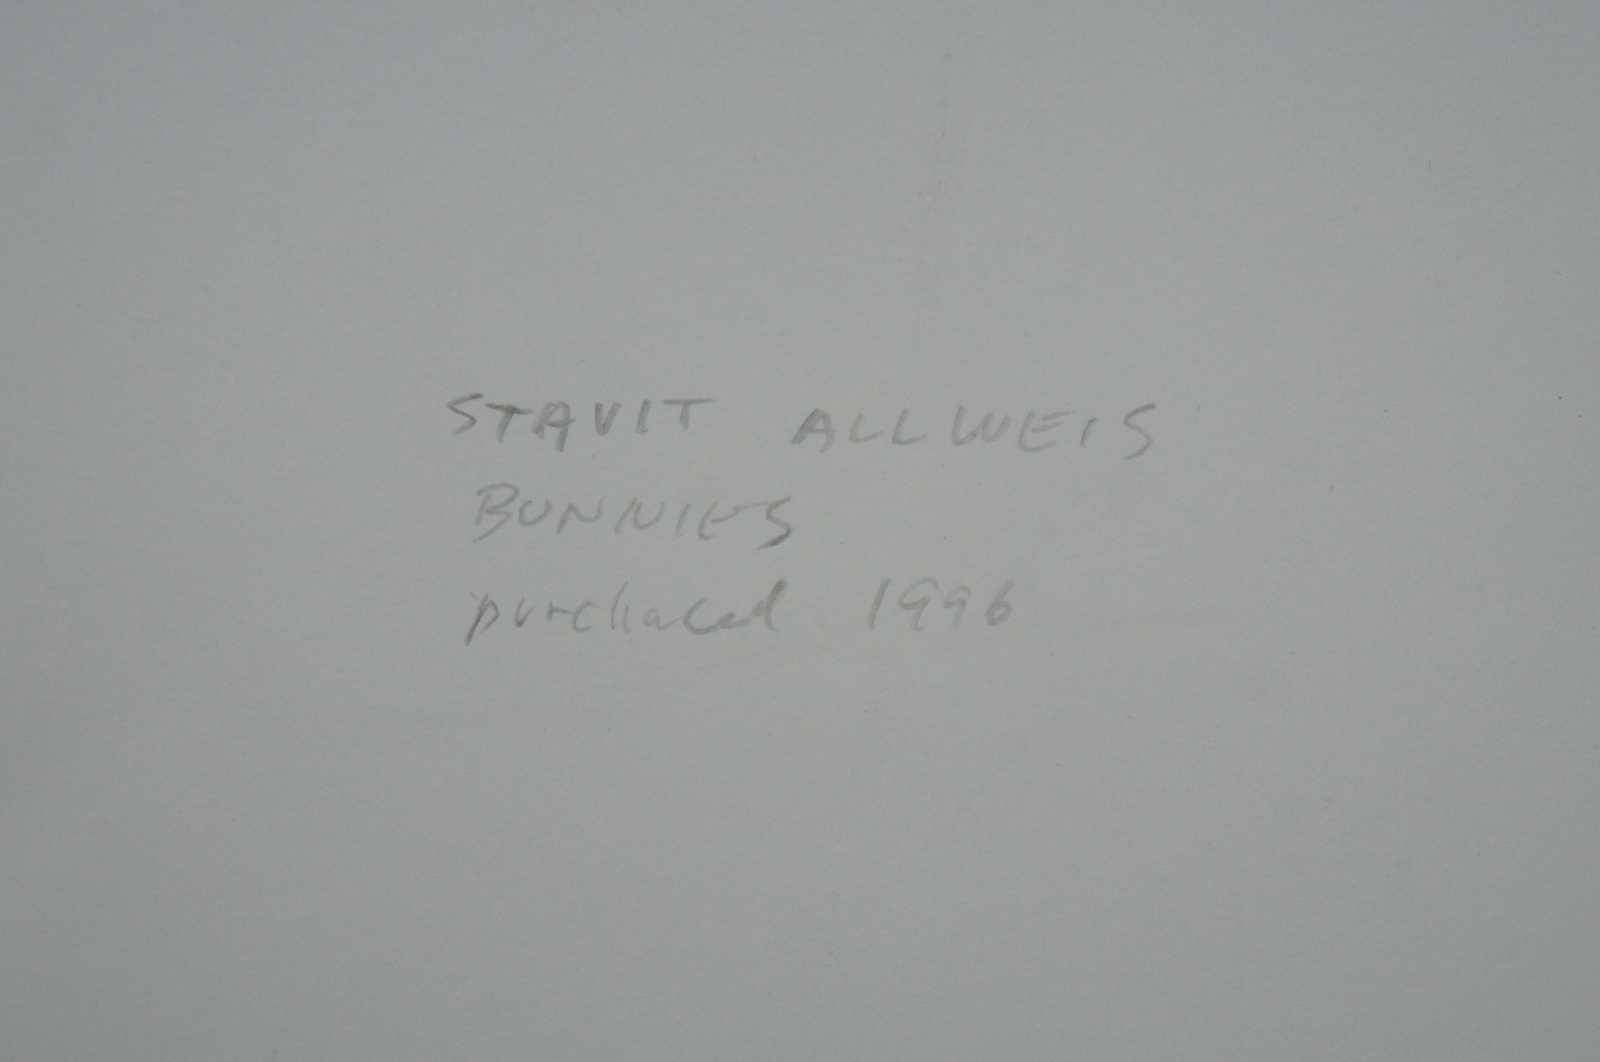 STAVIT ALLWEIS
BUNNIES
purchaced 1996